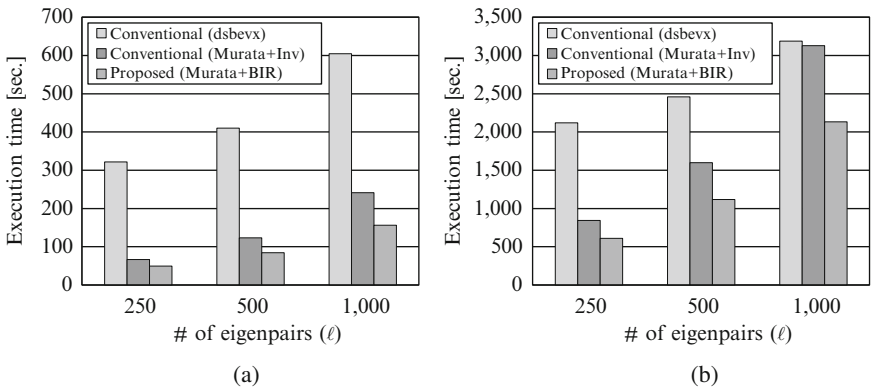 700
600
500
400
300
200
100
0
Execution time [sec.]
Conventional (dsbevx)
Conventional (Murata+Inv)
Proposed (Murata+BIR)
250 500 1,000
# of eigenpairs (ℓ)
(a)
3,500
3,000
2,500
2,000
1,500
1,000
500
0
Execution time [sec.]
Conventional (dsbevx)
Conventional (Murata+Inv)
Proposed (Murata+BIR)
250 500 1,000
# of eigenpairs (ℓ)
(b)